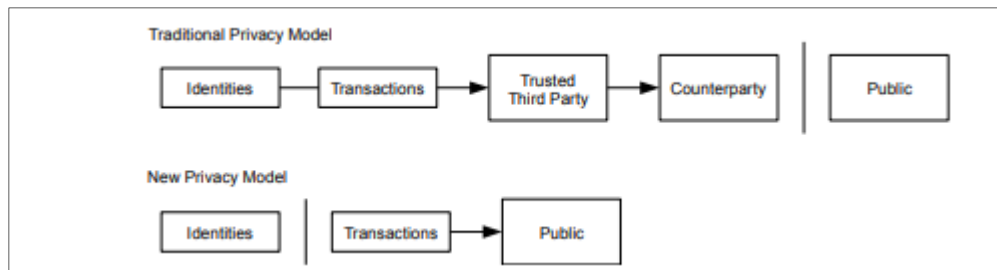 Traditional Privacy Model
Identities
Transactions
Trusted
Third Party
Counterparty
Public
New Privacy Model
Identities
Transactions
Public